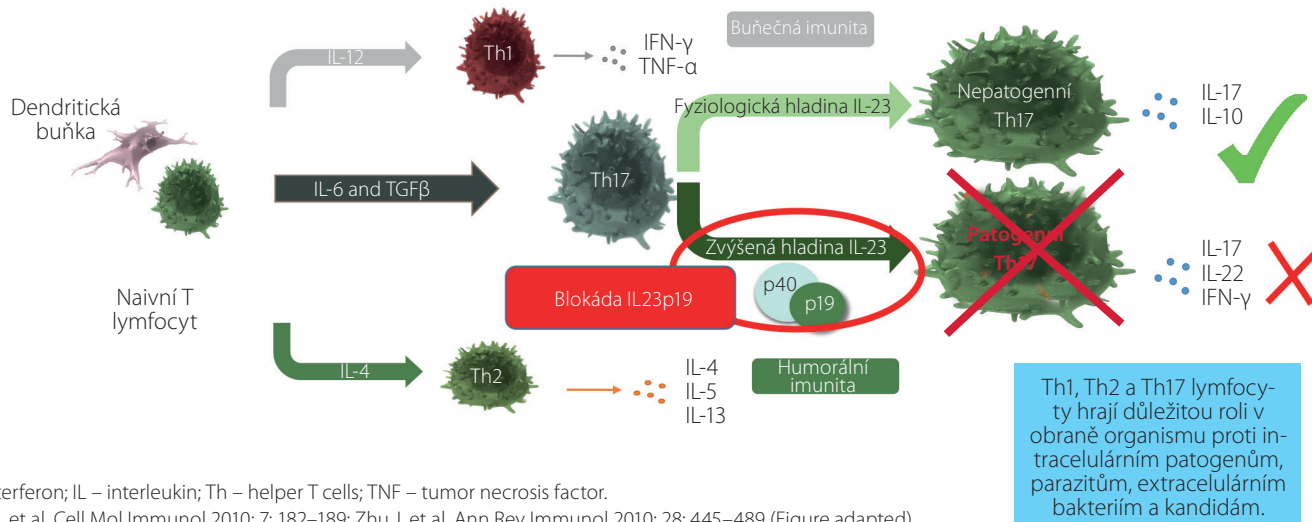 IL-12
Th1
IFN-γ
TNF-α
Buňečná imunita
Dendritická
buňka
Fyziologická hladina IL-23
Nepatogenní
Th17
IL-17
IL-10
IL-6 and TGFβ
Th17
Zvýšená hladina IL-23
Patogenní
Th17
IL-17
IL-22
IFN-γ
Blokáda IL23p19
p40
p19
Naivní T
lymfocyt
IL-4
Th2
IL-4
IL-5
IL-13
Humorální
imunita
Th1, Th2 a Th17 lymfocy-
ty hrají důležitou roli v
obraně organismu proti in-
tracelulárním patogenům,
parazitům, extracelulárním
bakteriím a kandidám.
terferon; IL – interleukin; Th – helper T cells; TNF – tumor necrosis factor.
et al. Cell Mol Immunol 2010; 7: 182–189; Zhu J, et al. Ann Rev Immunol 2010; 28: 445–489 (Figure adapted)